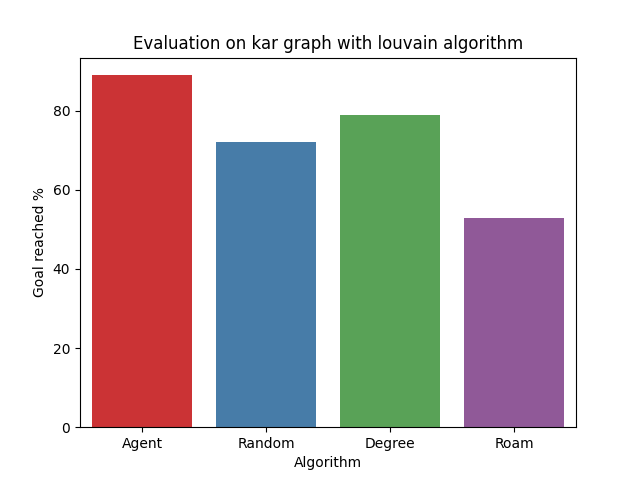 Evaluation on kar graph with louvain algorithm
Goal reached %
80
60
40
20
0
Agent Random Degree Roam
Algorithm